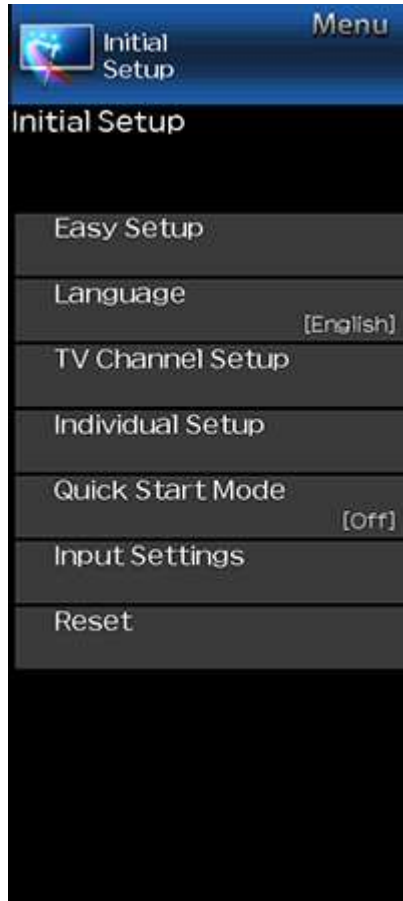 Menu
Initial
Setup
Initial Setup
Easy Setup
Language
[English]
TV Channel Setup
Individual Setup
Quick Start Mode
[Off]
Input Settings
Reset